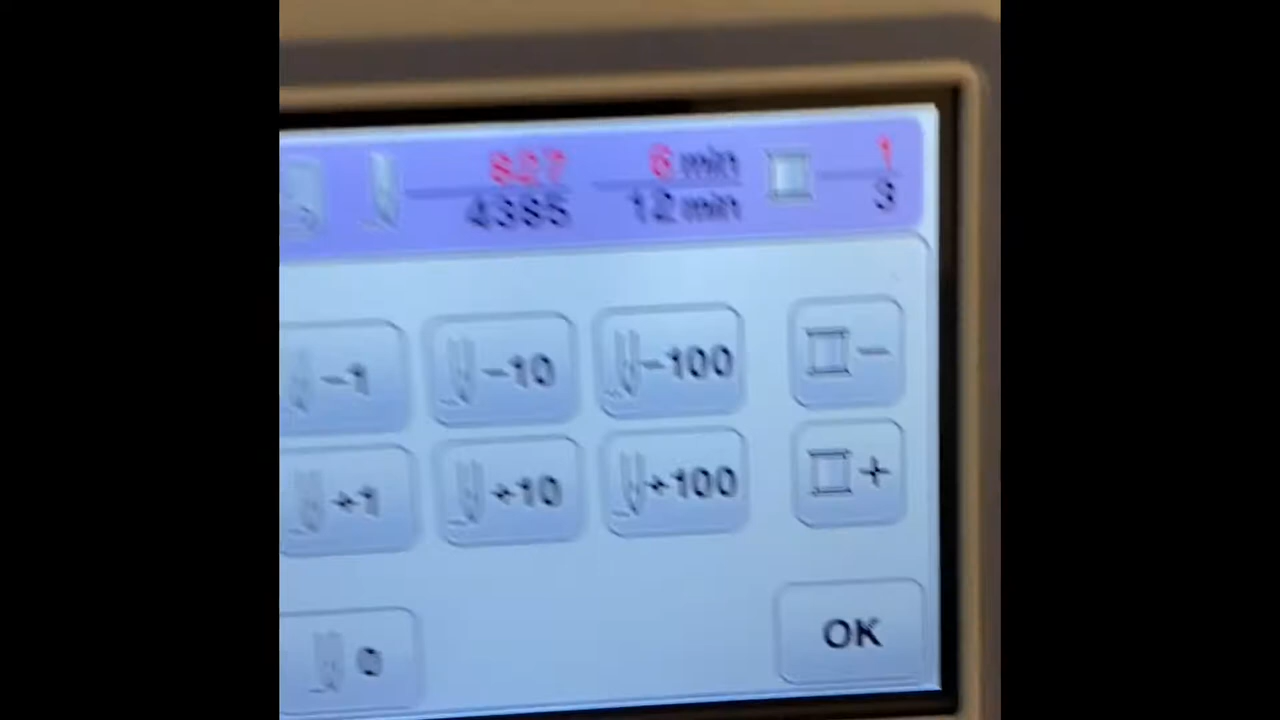 827 6 min 1
4385 12 min 3
-1 -10 -100 -
+1 +10 +100 +
0 OK